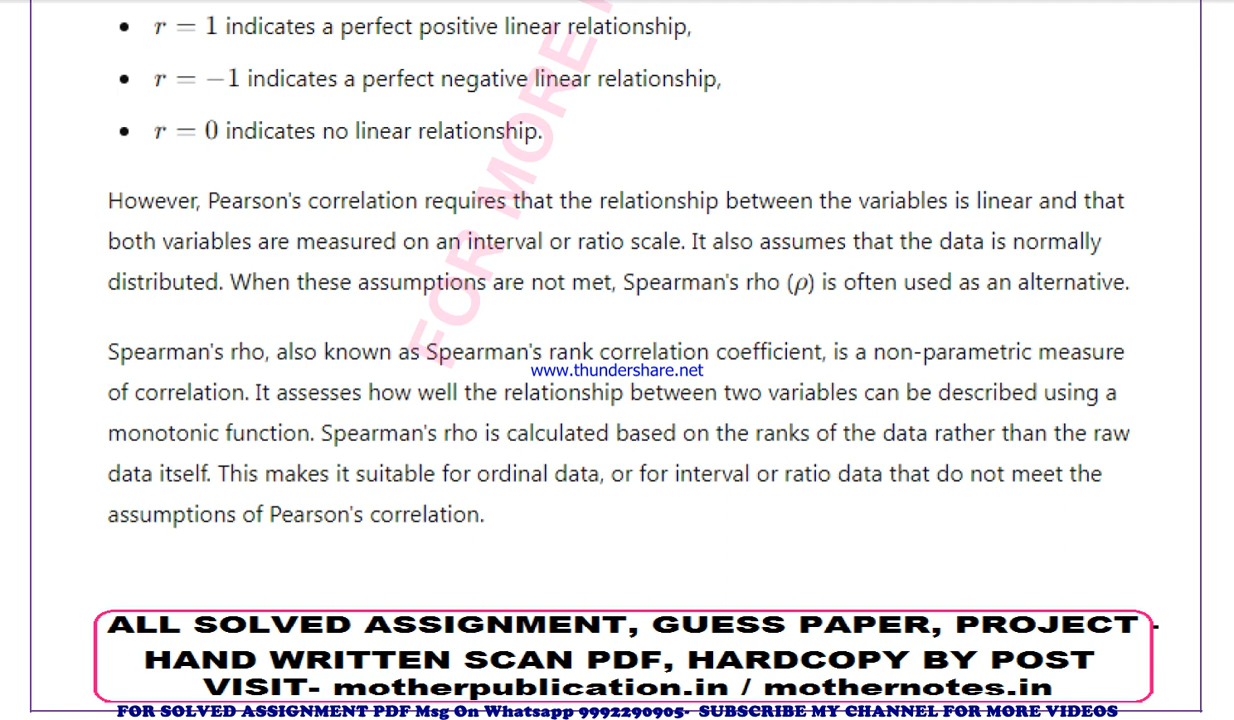 • r = 1 indicates a perfect positive linear relationship,
• r = −1 indicates a perfect negative linear relationship,
• r = 0 indicates no linear relationship.
However, Pearson's correlation requires that the relationship between the variables is linear and that
both variables are measured on an interval or ratio scale. It also assumes that the data is normally
distributed. When these assumptions are not met, Spearman's rho (ρ) is often used as an alternative.
Spearman's rho, also known as Spearman's rank correlation coefficient, is a non-parametric measure
www.thundershare.net
of correlation. It assesses how well the relationship between two variables can be described using a
monotonic function. Spearman's rho is calculated based on the ranks of the data rather than the raw
data itself. This makes it suitable for ordinal data, or for interval or ratio data that do not meet the
assumptions of Pearson's correlation.
FOR MORE
ALL SOLVED ASSIGNMENT, GUESS PAPER, PROJECT -
HAND WRITTEN SCAN PDF, HARDCOPY BY POST
VISIT- motherpublication.in / mothernotes.in
FOR SOLVED ASSIGNMENT PDF Msg On Whatsapp 9992290905- SUBSCRIBE MY CHANNEL FOR MORE VIDEOS